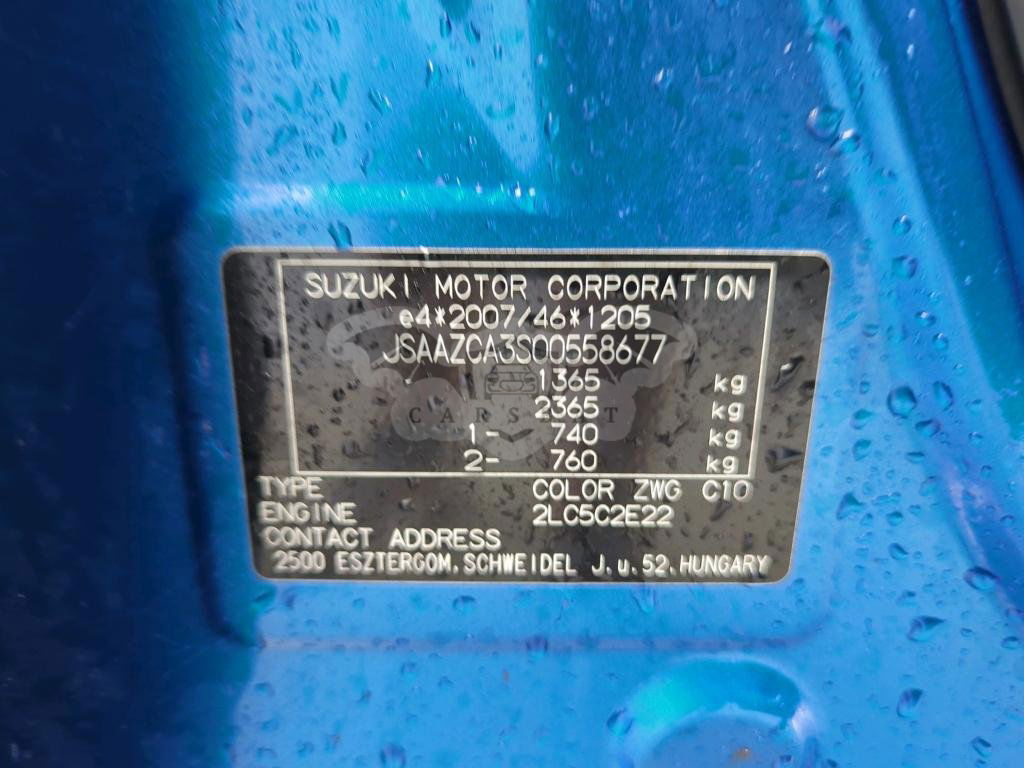 SUZUKI MOTOR CORPORATION
e4*2007/46*1205
JSAAZCA3S00558677
1365 kg
2365 kg
1- 740 kg
2- 760 kg
TYPE COLOR ZWG C10
ENGINE 2LC5C2E22
CONTACT ADDRESS
2500 ESZTERGOM, SCHWEIDEL J. u. 52, HUNGARY